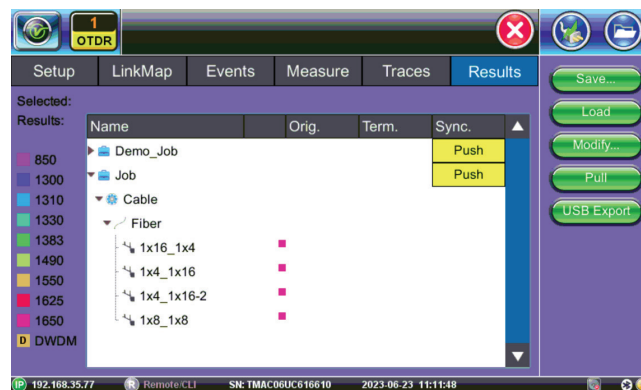 1
OTDR
Setup LinkMap Events Measure Traces Results
Selected:
Results:
Name Orig. Term. Sync.
Demo_Job Push
Job Push
Cable
Fiber
1x16_1x4
1x4_1x16
1x4_1x16-2
1x8_1x8
850
1300
1310
1330
1383
1490
1550
1625
1650
D DWDM
Save...
Load
Modify...
Pull
USB Export
IP 192.168.35.77 R Remote/CLI SN: TMAC06UC616610 2023-06-23 11:11:48